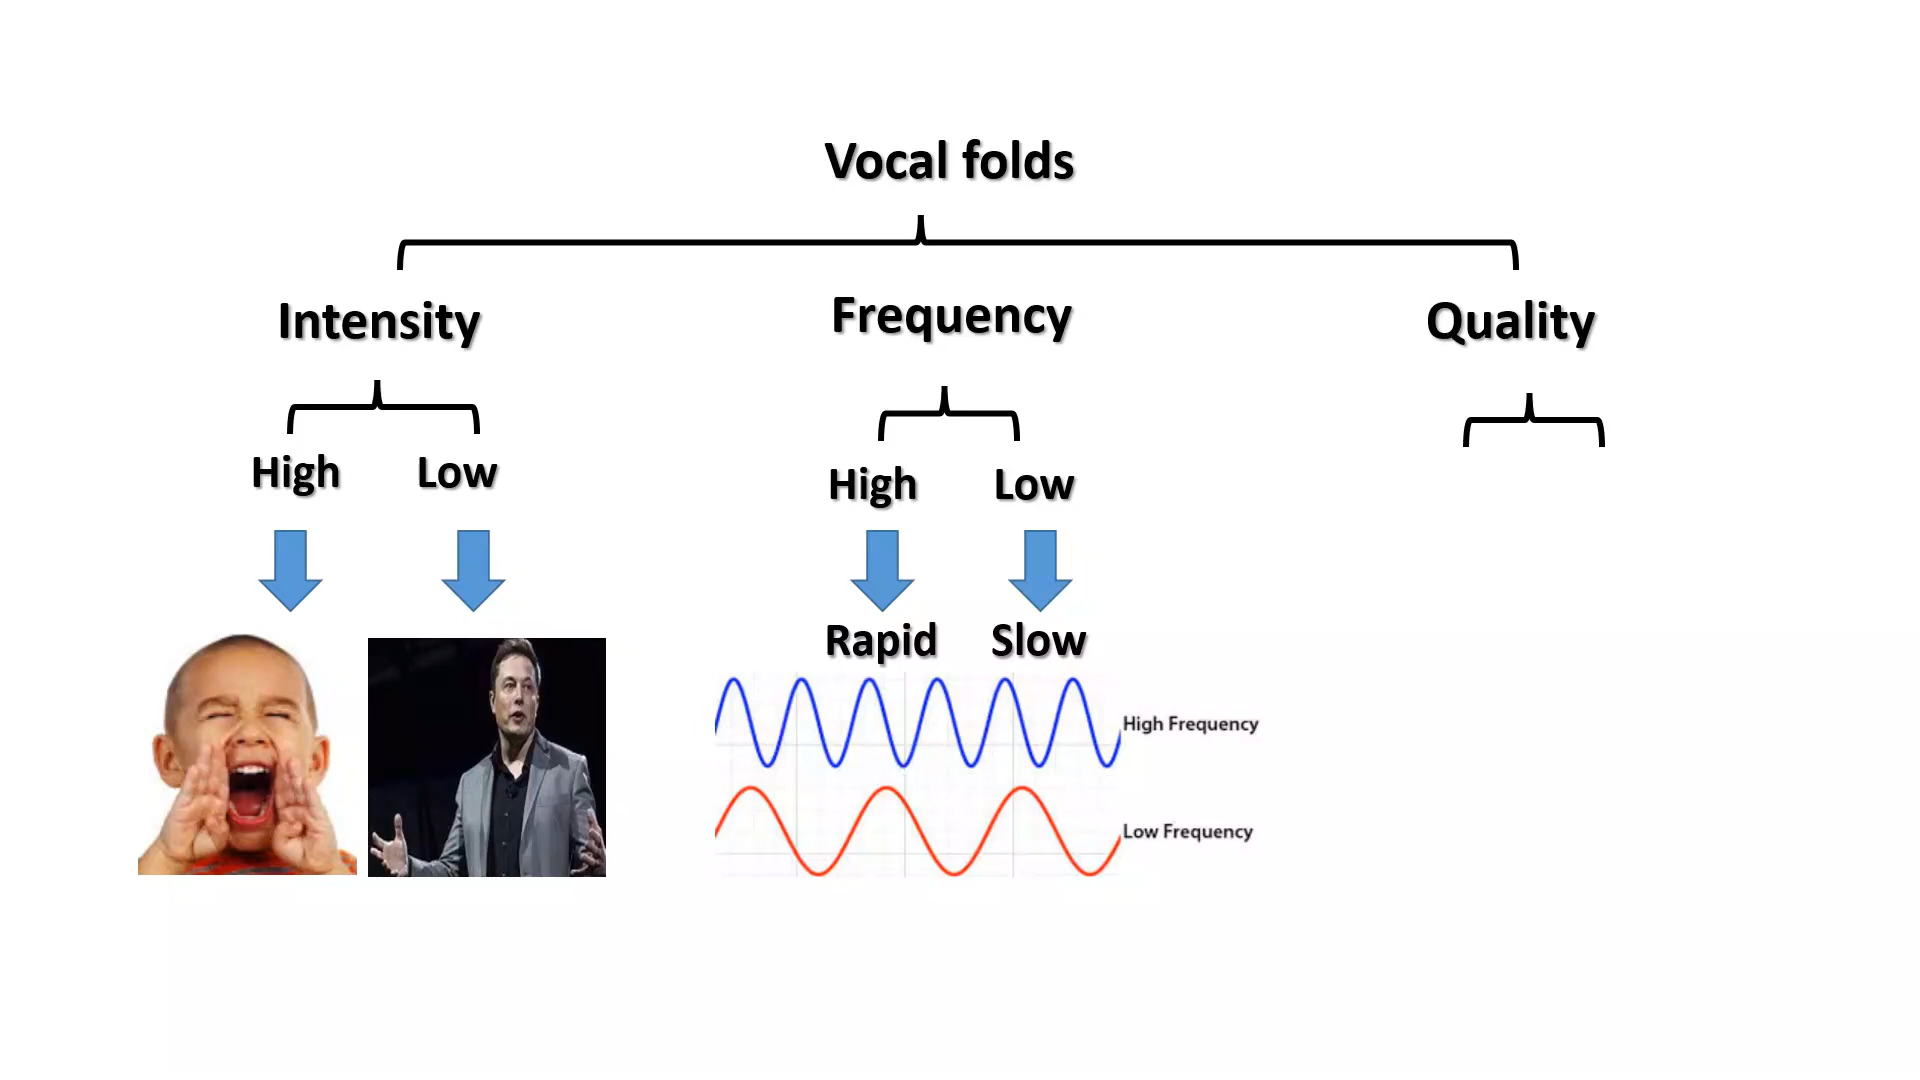 Vocal folds
Intensity
Frequency
Quality
High
Low
High
Low
Rapid
Slow
High Frequency
Low Frequency